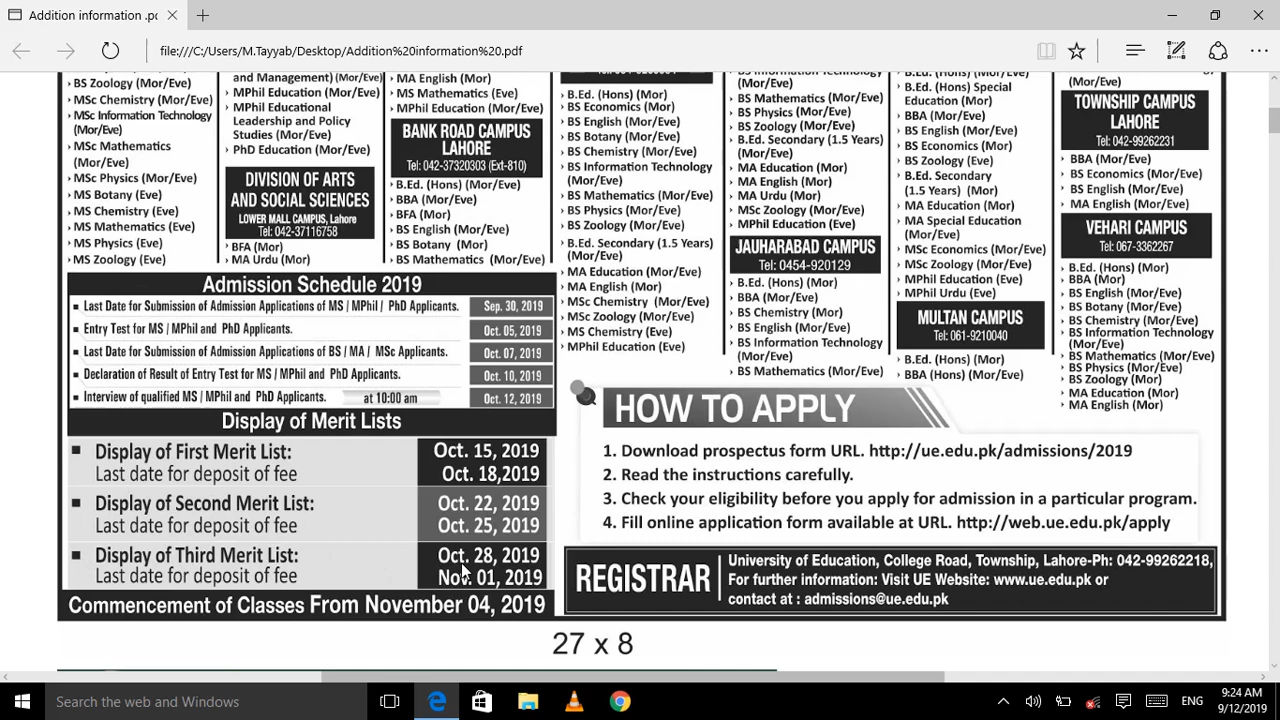 Addition information .pdf
file:///C:/Users/M.Tayyab/Desktop/Addition%20information%20.pdf
BS Zoology (Mor/Eve)
MSc Chemistry (Mor/Eve)
MSc Information Technology
(Mor/Eve)
MSc Mathematics
(Mor/Eve)
MSc Physics (Mor/Eve)
MS Botany (Eve)
MS Chemistry (Eve)
MS Mathematics (Eve)
MS Physics (Eve)
MS Zoology (Eve)
and Management) (Mor/Eve)
MPhil Education (Mor/Eve)
MPhil Educational
Leadership and Policy
Studies (Mor/Eve)
PhD Education (Mor/Eve)
DIVISION OF ARTS
AND SOCIAL SCIENCES
LOWER MALL CAMPUS, Lahore
Tel: 042-37116758
BFA (Mor)
MA Urdu (Mor)
MA English (Mor)
MS Mathematics (Eve)
MPhil Education (Mor/Eve)
BANK ROAD CAMPUS
LAHORE
Tel: 042-37320303 (Ext-810)
B.Ed. (Hons) (Mor/Eve)
BBA (Mor/Eve)
BFA (Mor)
BS English (Mor/Eve)
BS Botany (Mor)
BS Mathematics (Mor/Eve)
Admission Schedule 2019
Last Date for Submission of Admission Applications of MS / MPhil / PhD Applicants. Sep. 30, 2019
Entry Test for MS / MPhil and PhD Applicants. Oct. 05, 2019
Last Date for Submission of Admission Applications of BS / MA / MSc Applicants. Oct. 07, 2019
Declaration of Result of Entry Test for MS / MPhil and PhD Applicants. Oct. 10, 2019
Interview of qualified MS / MPhil and PhD Applicants. at 10:00 am Oct. 12, 2019
Display of Merit Lists
Display of First Merit List: Oct. 15, 2019
Last date for deposit of fee Oct. 18,2019
Display of Second Merit List: Oct. 22, 2019
Last date for deposit of fee Oct. 25, 2019
Display of Third Merit List: Oct. 28, 2019
Last date for deposit of fee Nov. 01, 2019
Commencement of Classes From November 04, 2019
B.Ed. (Hons) (Mor)
BS Economics (Mor)
BS English (Mor/Eve)
BS Botany (Mor/Eve)
BS Chemistry (Mor/Eve)
BS Information Technology
(Mor/Eve)
BS Mathematics (Mor/Eve)
BS Physics (Mor/Eve)
BS Zoology (Mor/Eve)
B.Ed. Secondary (1.5 Years)
(Mor/Eve)
MA Education (Mor/Eve)
MA English (Mor)
MSc Chemistry (Mor/Eve)
MSc Zoology (Mor/Eve)
MS Chemistry (Eve)
MPhil Education (Eve)
BS Information Technology
(Mor/Eve)
BS Mathematics (Mor/Eve)
BS Physics (Mor/Eve)
BS Zoology (Mor/Eve)
B.Ed. Secondary (1.5 Years)
(Mor/Eve)
MA Education (Mor)
MA English (Mor)
MA Urdu (Mor)
MSc Zoology (Mor/Eve)
MPhil Education (Eve)
JAUHARABAD CAMPUS
Tel: 0454-920129
B.Ed. (Hons) (Mor)
BBA (Mor/Eve)
BS Chemistry (Mor)
BS English (Mor/Eve)
BS Information Technology
(Mor/Eve)
BS Mathematics (Mor/Eve)
B.Ed. (Hons) Special
Education (Mor)
BBA (Mor/Eve)
BS English (Mor/Eve)
BS Economics (Mor)
BS Zoology (Eve)
B.Ed. Secondary
(1.5 Years) (Mor)
MA Education (Mor)
MA Special Education
(Mor/Eve)
MSc Economics (Mor/Eve)
MSc Zoology (Mor/Eve)
MPhil Education (Eve)
MPhil Urdu (Eve)
MULTAN CAMPUS
Tel: 061-9210040
B.Ed. (Hons) (Mor)
BBA (Hons) (Mor/Eve)
(Mor/Eve)
TOWNSHIP CAMPUS
LAHORE
Tel: 042-99262231
BBA (Mor/Eve)
BS Economics (Mor/Eve)
BS English (Mor/Eve)
MA English (Mor/Eve)
VEHARI CAMPUS
Tel: 067-3362267
B.Ed. (Hons) (Mor)
BBA (Mor)
BS English (Mor/Eve)
BS Botany (Mor/Eve)
BS Chemistry (Mor/Eve)
BS Information Technology
(Mor/Eve)
BS Mathematics (Mor/Eve)
BS Physics (Mor/Eve)
BS Zoology (Mor)
MA Education (Mor)
MA English (Mor)
HOW TO APPLY
1. Download prospectus form URL. http://ue.edu.pk/admissions/2019
2. Read the instructions carefully.
3. Check your eligibility before you apply for admission in a particular program.
4. Fill online application form available at URL. http://web.ue.edu.pk/apply
REGISTRAR
University of Education, College Road, Township, Lahore-Ph: 042-99262218,
For further information: Visit UE Website: www.ue.edu.pk or
contact at : admissions@ue.edu.pk
27 x 8
Search the web and Windows
ENG
9:24 AM
9/12/2019